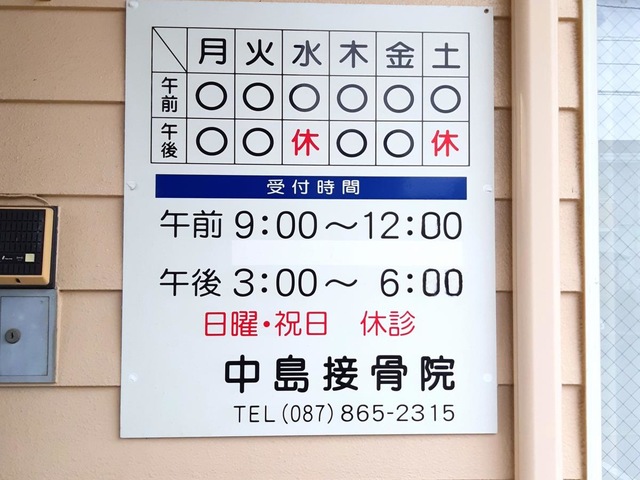 月 火 水 木 金 土
午前 ○ ○ ○ ○ ○ ○
午後 ○ ○ 休 ○ ○ 休
受付時間
午前 9:00〜12:00
午後 3:00〜 6:00
日曜・祝日 休診
中島接骨院
TEL(087)865-2315